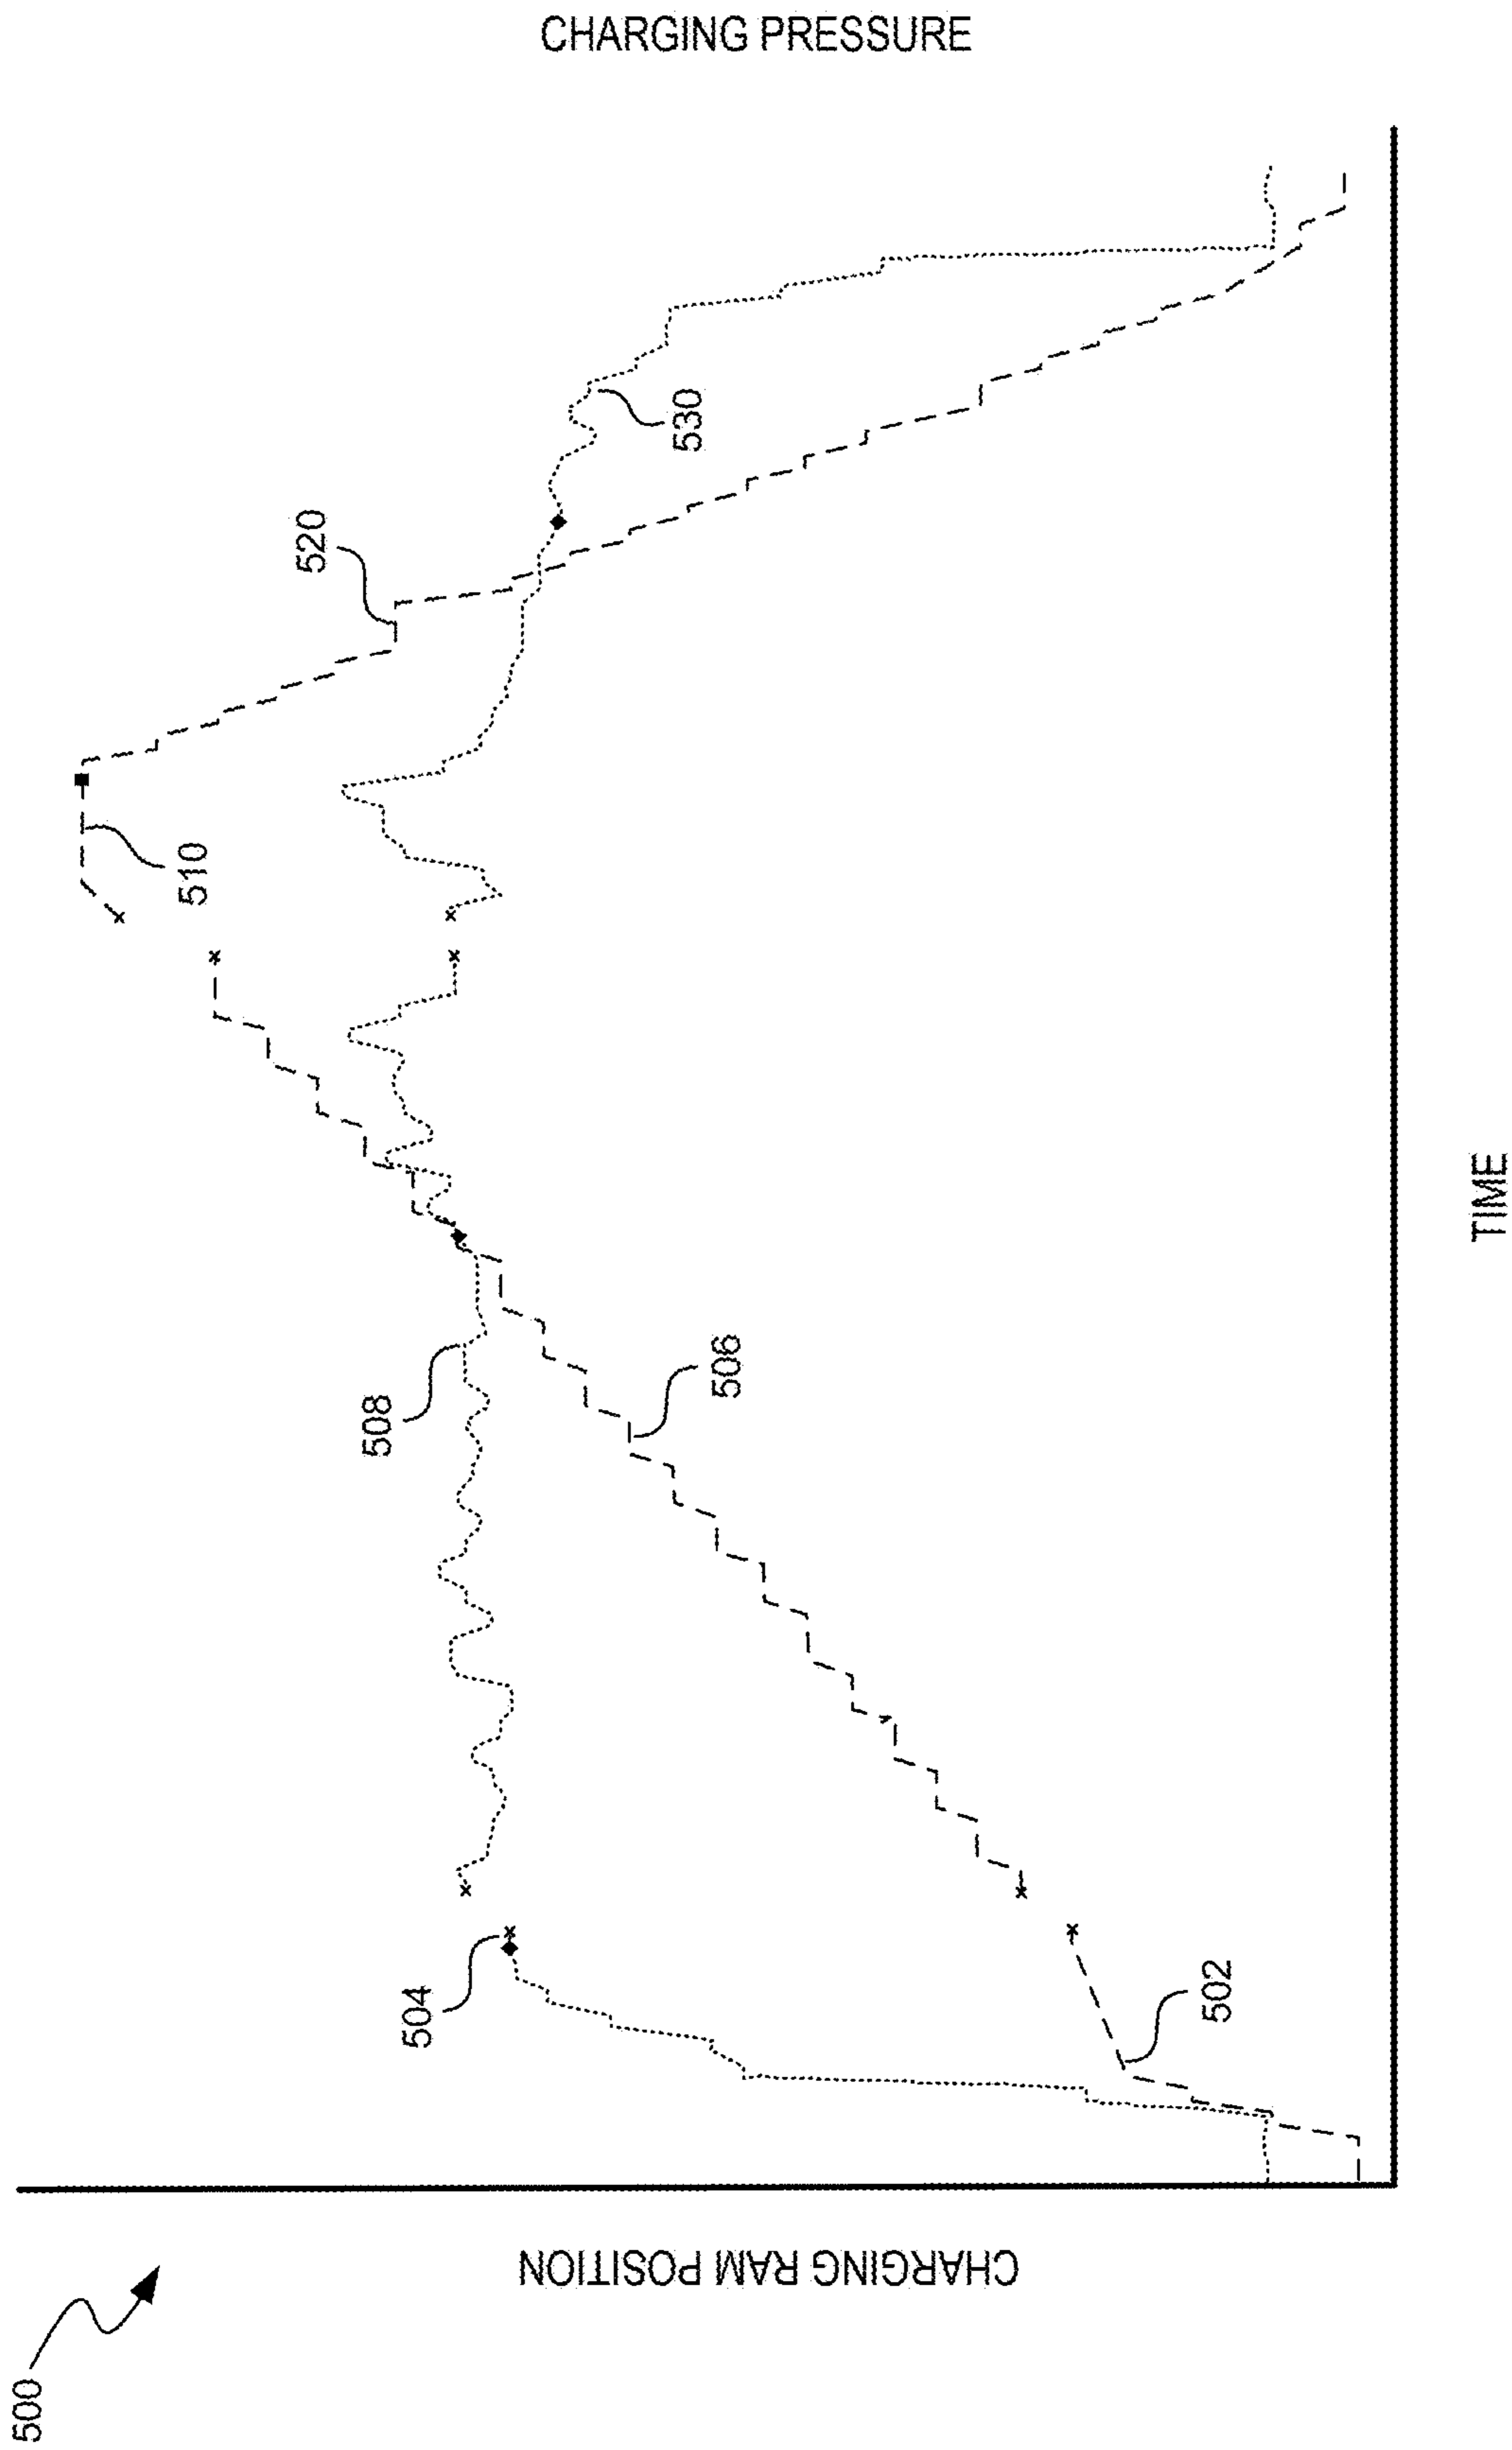 500
CHARGING RAM POSITION
CHARGING PRESSURE
510
520
530
504
508
506
502
TIME